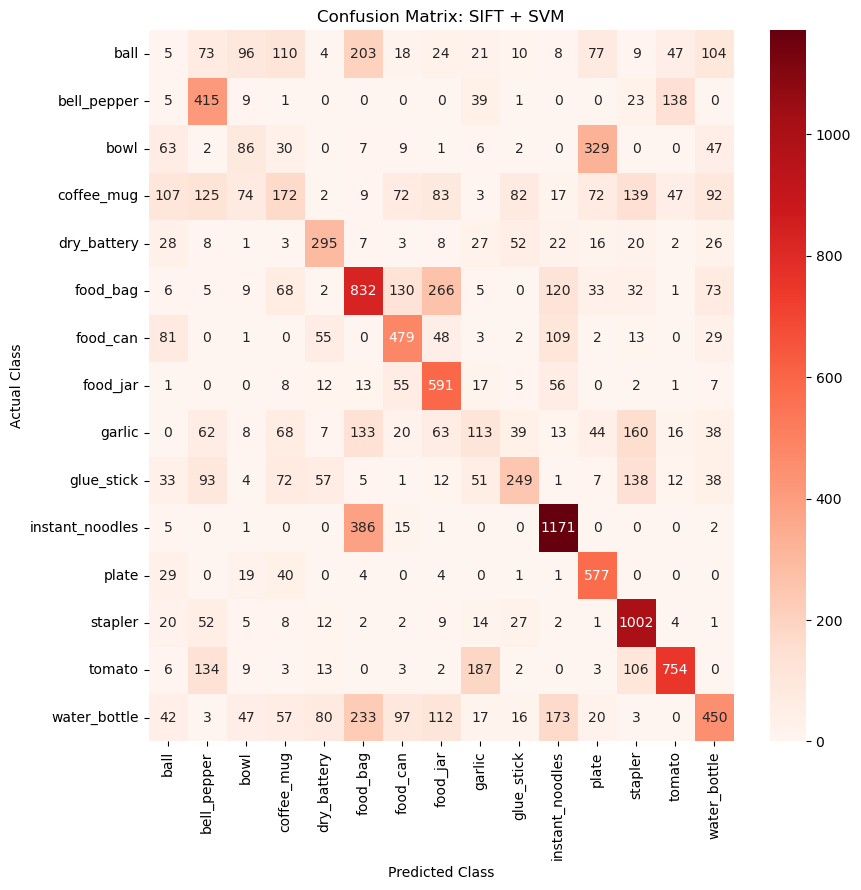 Confusion Matrix: SIFT + SVM
ball 5 73 96 110 4 203 18 24 21 10 8 77 9 47 104
bell_pepper 5 415 9 1 0 0 0 0 39 1 0 0 23 138 0
bowl 63 2 86 30 0 7 9 1 6 2 0 329 0 0 47
coffee_mug 107 125 74 172 2 9 72 83 3 82 17 72 139 47 92
dry_battery 28 8 1 3 295 7 3 8 27 52 22 16 20 2 26
food_bag 6 5 9 68 2 832 130 266 5 0 120 33 32 1 73
food_can 81 0 1 0 55 0 479 48 3 2 109 2 13 0 29
food_jar 1 0 0 8 12 13 55 591 17 5 56 0 2 1 7
garlic 0 62 8 68 7 133 20 63 113 39 13 44 160 16 38
glue_stick 33 93 4 72 57 5 1 12 51 249 1 7 138 12 38
instant_noodles 5 0 1 0 0 386 15 1 0 0 1171 0 0 0 2
plate 29 0 19 40 0 4 0 4 0 1 1 577 0 0 0
stapler 20 52 5 8 12 2 2 9 14 27 2 1 1002 4 1
tomato 6 134 9 3 13 0 3 2 187 2 0 3 106 754 0
water_bottle 42 3 47 57 80 233 97 112 17 16 173 20 3 0 450
ball bell_pepper bowl coffee_mug dry_battery food_bag food_can food_jar garlic glue_stick instant_noodles plate stapler tomato water_bottle
Predicted Class
Actual Class
1000
800
600
400
200
0